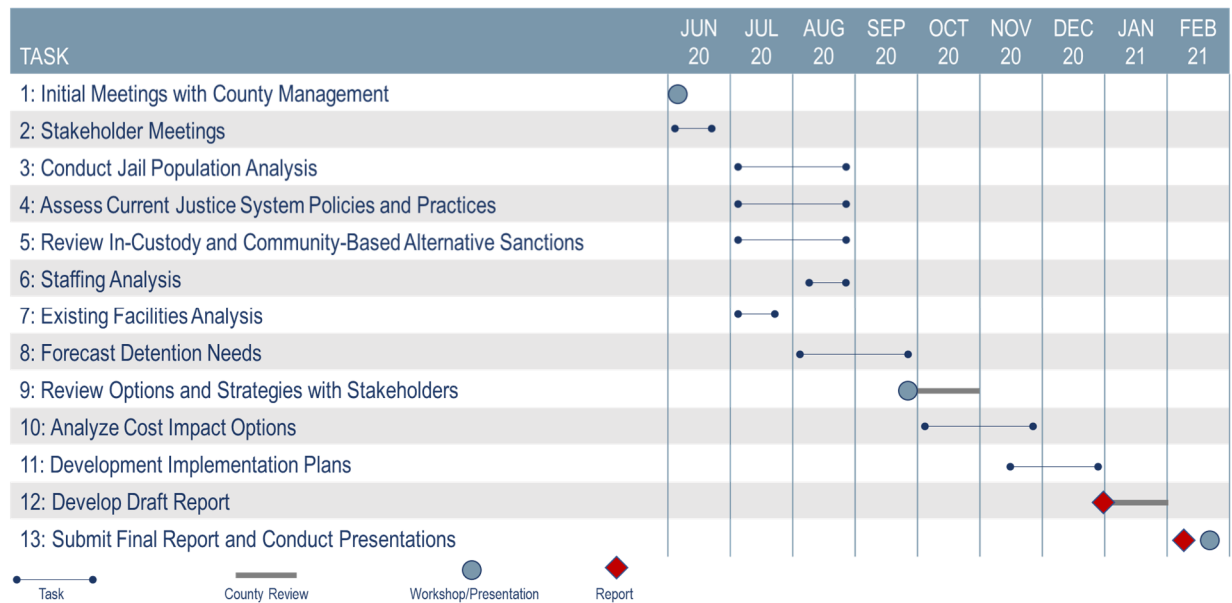 JUN JUL AUG SEP OCT NOV DEC JAN FEB
TASK 20 20 20 20 20 20 20 21 21
1: Initial Meetings with County Management
2: Stakeholder Meetings
3: Conduct Jail Population Analysis
4: Assess Current Justice System Policies and Practices
5: Review In-Custody and Community-Based Alternative Sanctions
6: Staffing Analysis
7: Existing Facilities Analysis
8: Forecast Detention Needs
9: Review Options and Strategies with Stakeholders
10: Analyze Cost Impact Options
11: Development Implementation Plans
12: Develop Draft Report
13: Submit Final Report and Conduct Presentations
Task County Review Workshop/Presentation Report